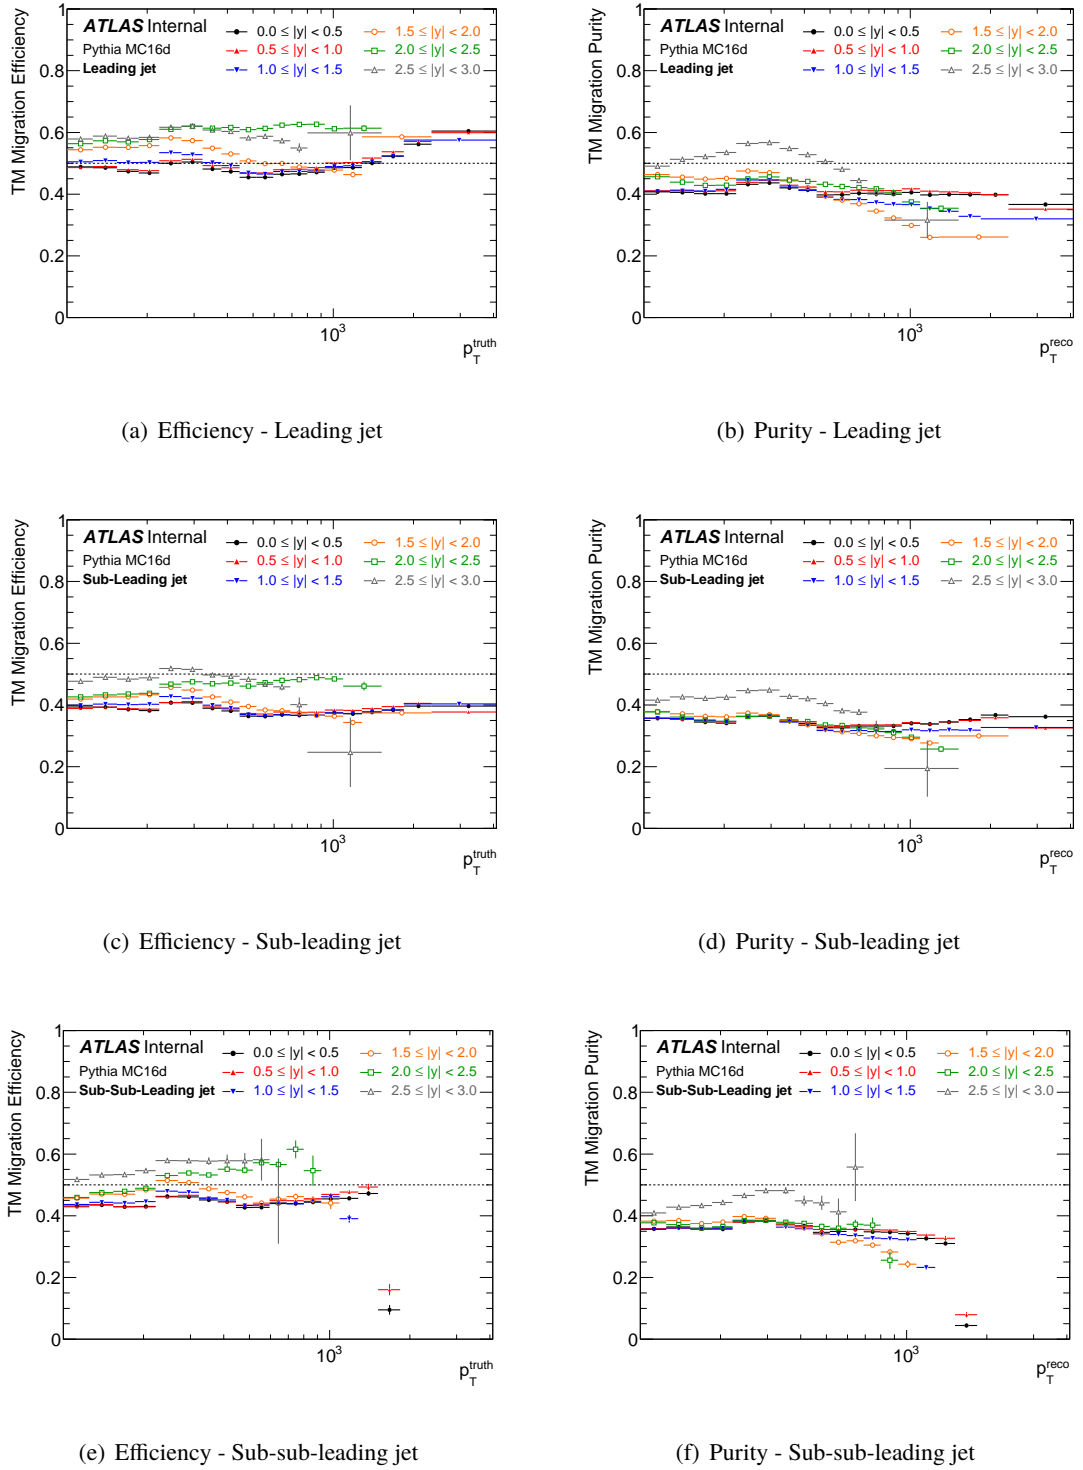 TM Migration Efficiency
1
0.8
0.6
0.4
0.2
0
ATLAS Internal
Pythia MC16d
Leading jet
0.0 ≤ |y| < 0.5
0.5 ≤ |y| < 1.0
1.0 ≤ |y| < 1.5
1.5 ≤ |y| < 2.0
2.0 ≤ |y| < 2.5
2.5 ≤ |y| < 3.0
10³
p_T^truth
(a) Efficiency - Leading jet
TM Migration Purity
1
0.8
0.6
0.4
0.2
0
ATLAS Internal
Pythia MC16d
Leading jet
0.0 ≤ |y| < 0.5
0.5 ≤ |y| < 1.0
1.0 ≤ |y| < 1.5
1.5 ≤ |y| < 2.0
2.0 ≤ |y| < 2.5
2.5 ≤ |y| < 3.0
10³
p_T^reco
(b) Purity - Leading jet
TM Migration Efficiency
1
0.8
0.6
0.4
0.2
0
ATLAS Internal
Pythia MC16d
Sub-Leading jet
0.0 ≤ |y| < 0.5
0.5 ≤ |y| < 1.0
1.0 ≤ |y| < 1.5
1.5 ≤ |y| < 2.0
2.0 ≤ |y| < 2.5
2.5 ≤ |y| < 3.0
10³
p_T^truth
(c) Efficiency - Sub-leading jet
TM Migration Purity
1
0.8
0.6
0.4
0.2
0
ATLAS Internal
Pythia MC16d
Sub-Leading jet
0.0 ≤ |y| < 0.5
0.5 ≤ |y| < 1.0
1.0 ≤ |y| < 1.5
1.5 ≤ |y| < 2.0
2.0 ≤ |y| < 2.5
2.5 ≤ |y| < 3.0
10³
p_T^reco
(d) Purity - Sub-leading jet
TM Migration Efficiency
1
0.8
0.6
0.4
0.2
0
ATLAS Internal
Pythia MC16d
Sub-Sub-Leading jet
0.0 ≤ |y| < 0.5
0.5 ≤ |y| < 1.0
1.0 ≤ |y| < 1.5
1.5 ≤ |y| < 2.0
2.0 ≤ |y| < 2.5
2.5 ≤ |y| < 3.0
10³
p_T^truth
(e) Efficiency - Sub-sub-leading jet
TM Migration Purity
1
0.8
0.6
0.4
0.2
0
ATLAS Internal
Pythia MC16d
Sub-Sub-Leading jet
0.0 ≤ |y| < 0.5
0.5 ≤ |y| < 1.0
1.0 ≤ |y| < 1.5
1.5 ≤ |y| < 2.0
2.0 ≤ |y| < 2.5
2.5 ≤ |y| < 3.0
10³
p_T^reco
(f) Purity - Sub-sub-leading jet